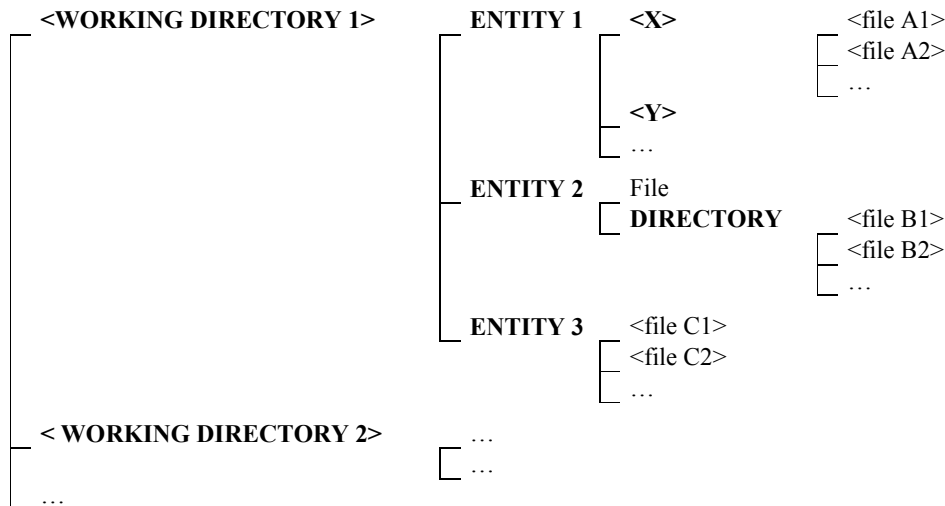 <WORKING DIRECTORY 1> ENTITY 1 <X> <file A1>
<file A2>
…
<Y>
…
ENTITY 2 File
DIRECTORY <file B1>
<file B2>
…
ENTITY 3 <file C1>
<file C2>
…
< WORKING DIRECTORY 2> …
…
…